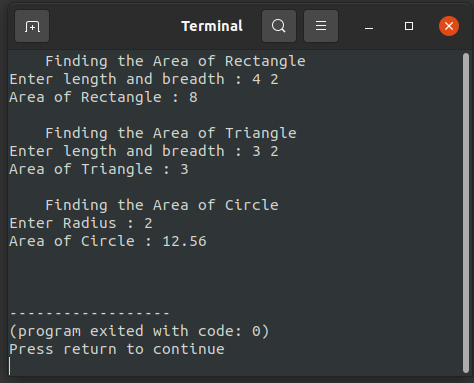 Terminal
Finding the Area of Rectangle
Enter length and breadth : 4 2
Area of Rectangle : 8
Finding the Area of Triangle
Enter length and breadth : 3 2
Area of Triangle : 3
Finding the Area of Circle
Enter Radius : 2
Area of Circle : 12.56
------------------
(program exited with code: 0)
Press return to continue